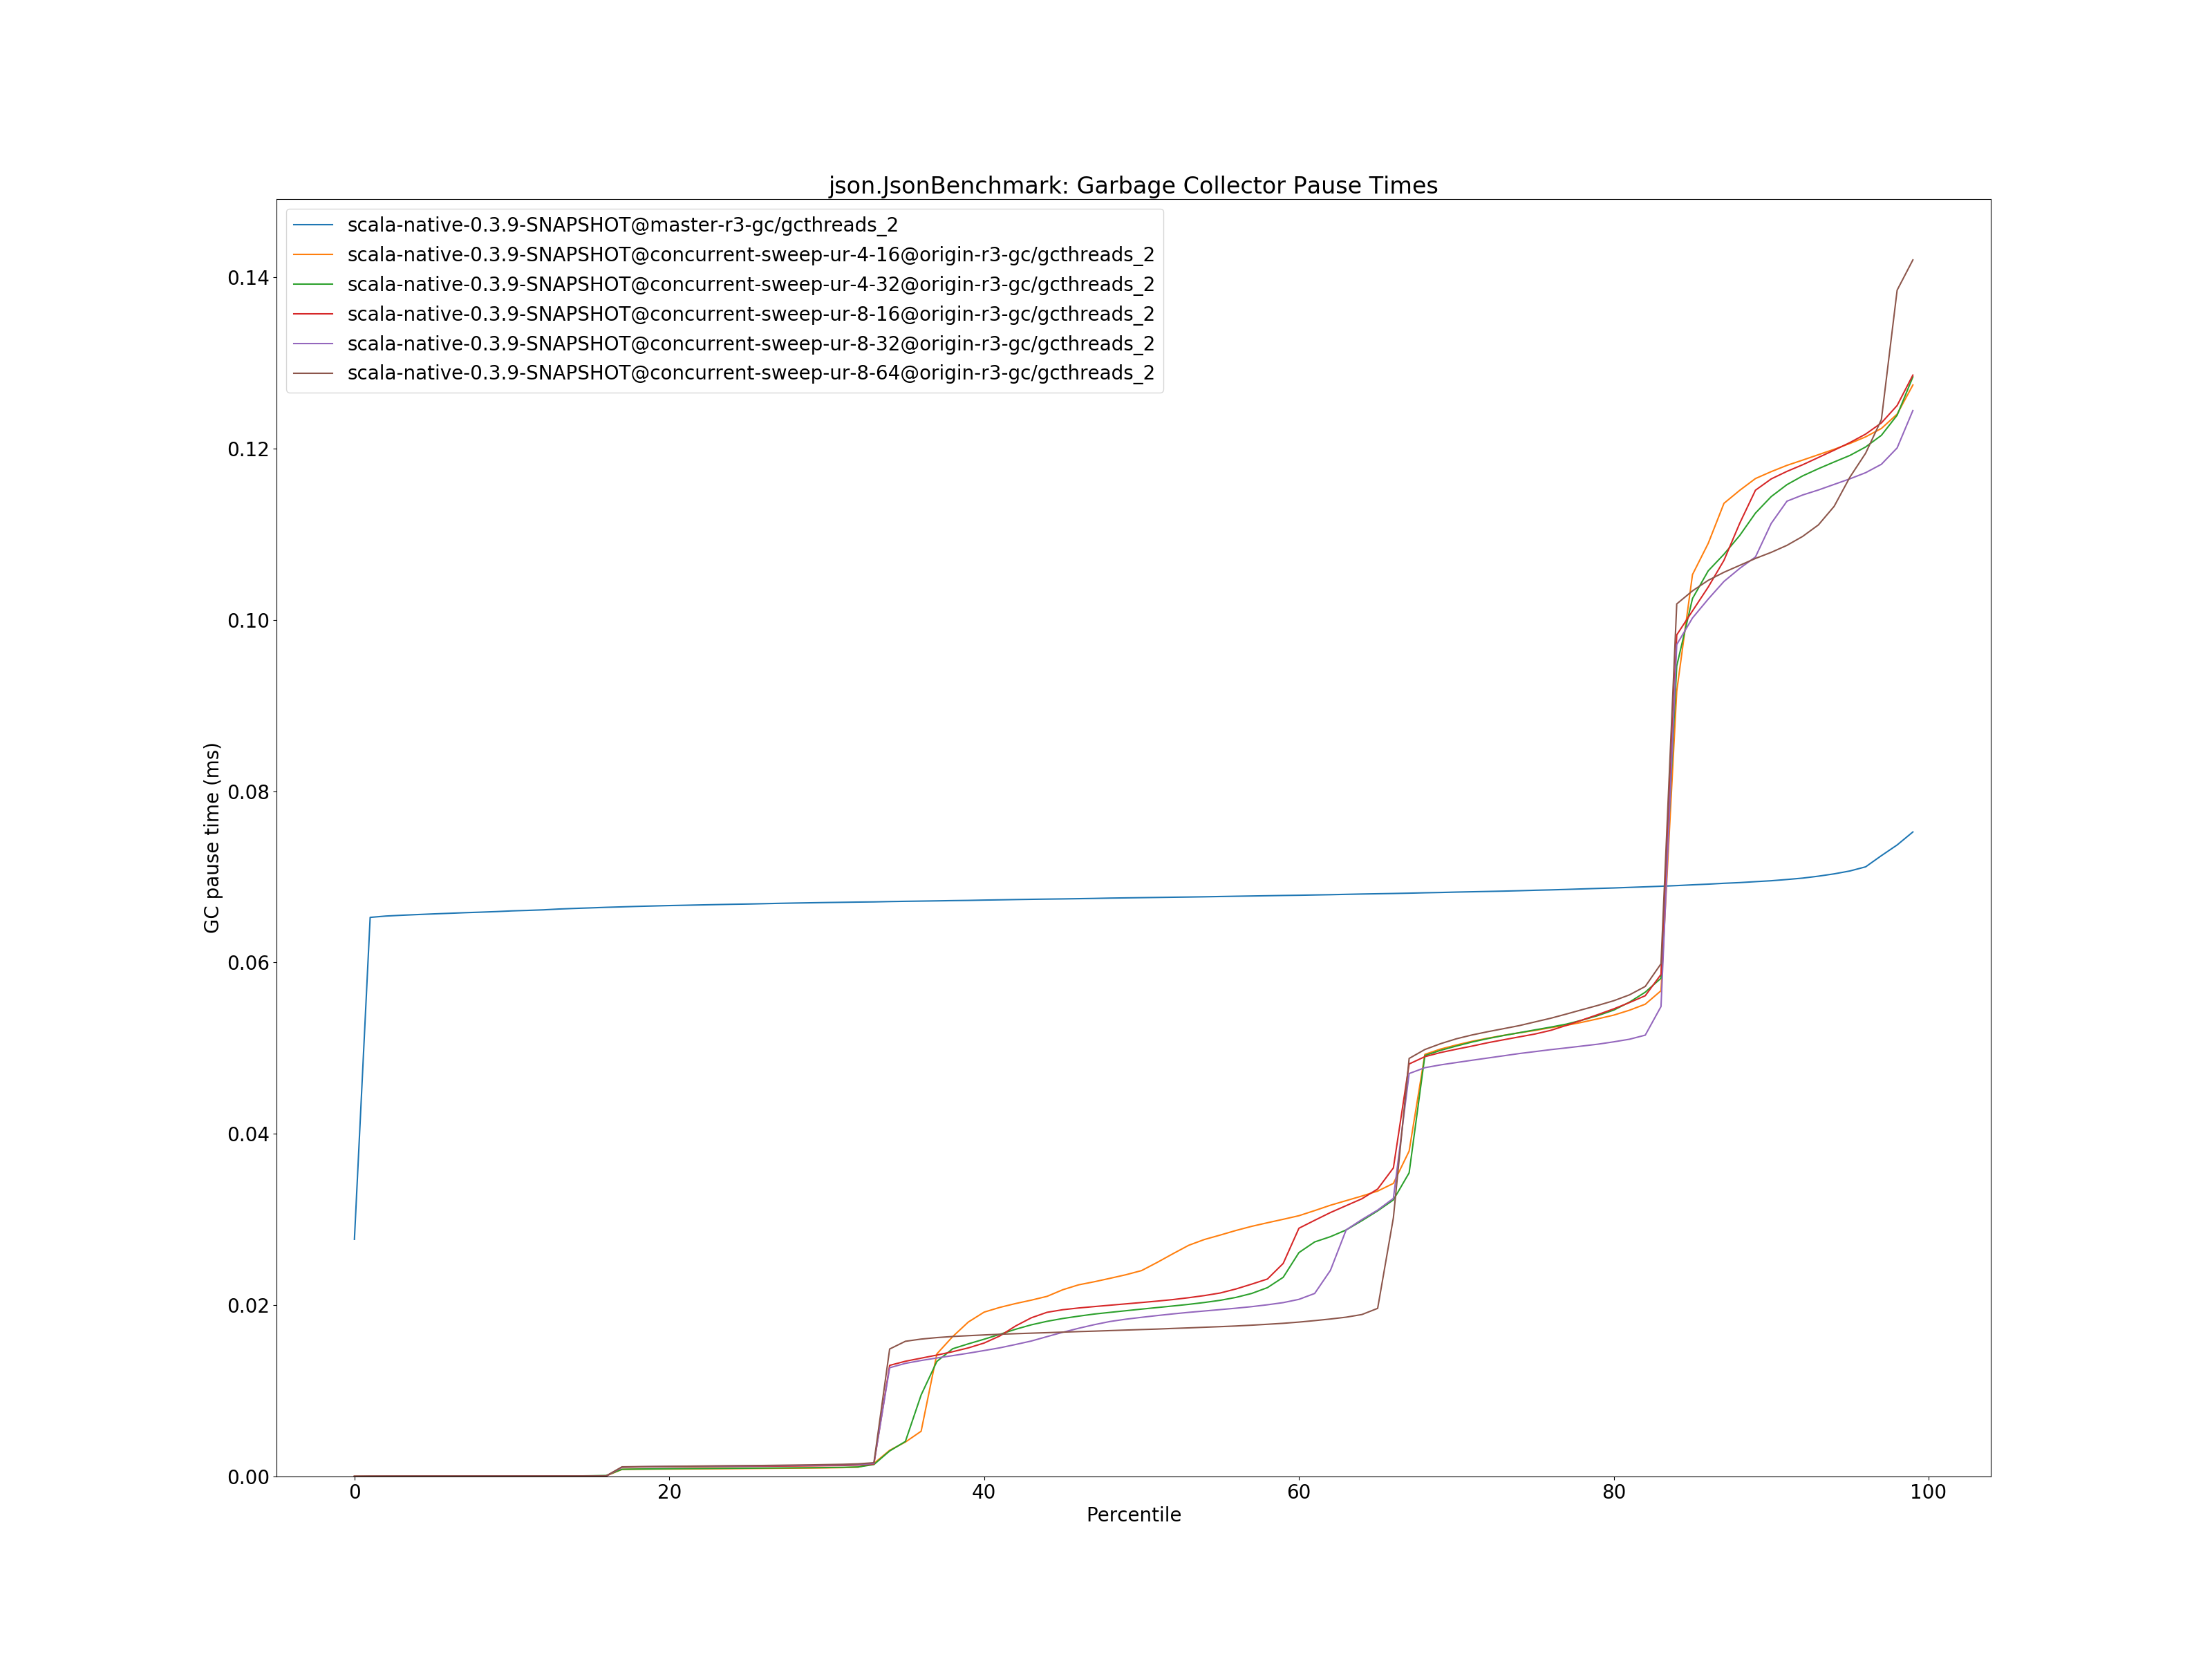 json.JsonBenchmark: Garbage Collector Pause Times
scala-native-0.3.9-SNAPSHOT@master-r3-gc/gcthreads_2
scala-native-0.3.9-SNAPSHOT@concurrent-sweep-ur-4-16@origin-r3-gc/gcthreads_2
scala-native-0.3.9-SNAPSHOT@concurrent-sweep-ur-4-32@origin-r3-gc/gcthreads_2
scala-native-0.3.9-SNAPSHOT@concurrent-sweep-ur-8-16@origin-r3-gc/gcthreads_2
scala-native-0.3.9-SNAPSHOT@concurrent-sweep-ur-8-32@origin-r3-gc/gcthreads_2
scala-native-0.3.9-SNAPSHOT@concurrent-sweep-ur-8-64@origin-r3-gc/gcthreads_2
GC pause time (ms)
0.14
0.12
0.10
0.08
0.06
0.04
0.02
0.00
0 20 40 60 80 100
Percentile